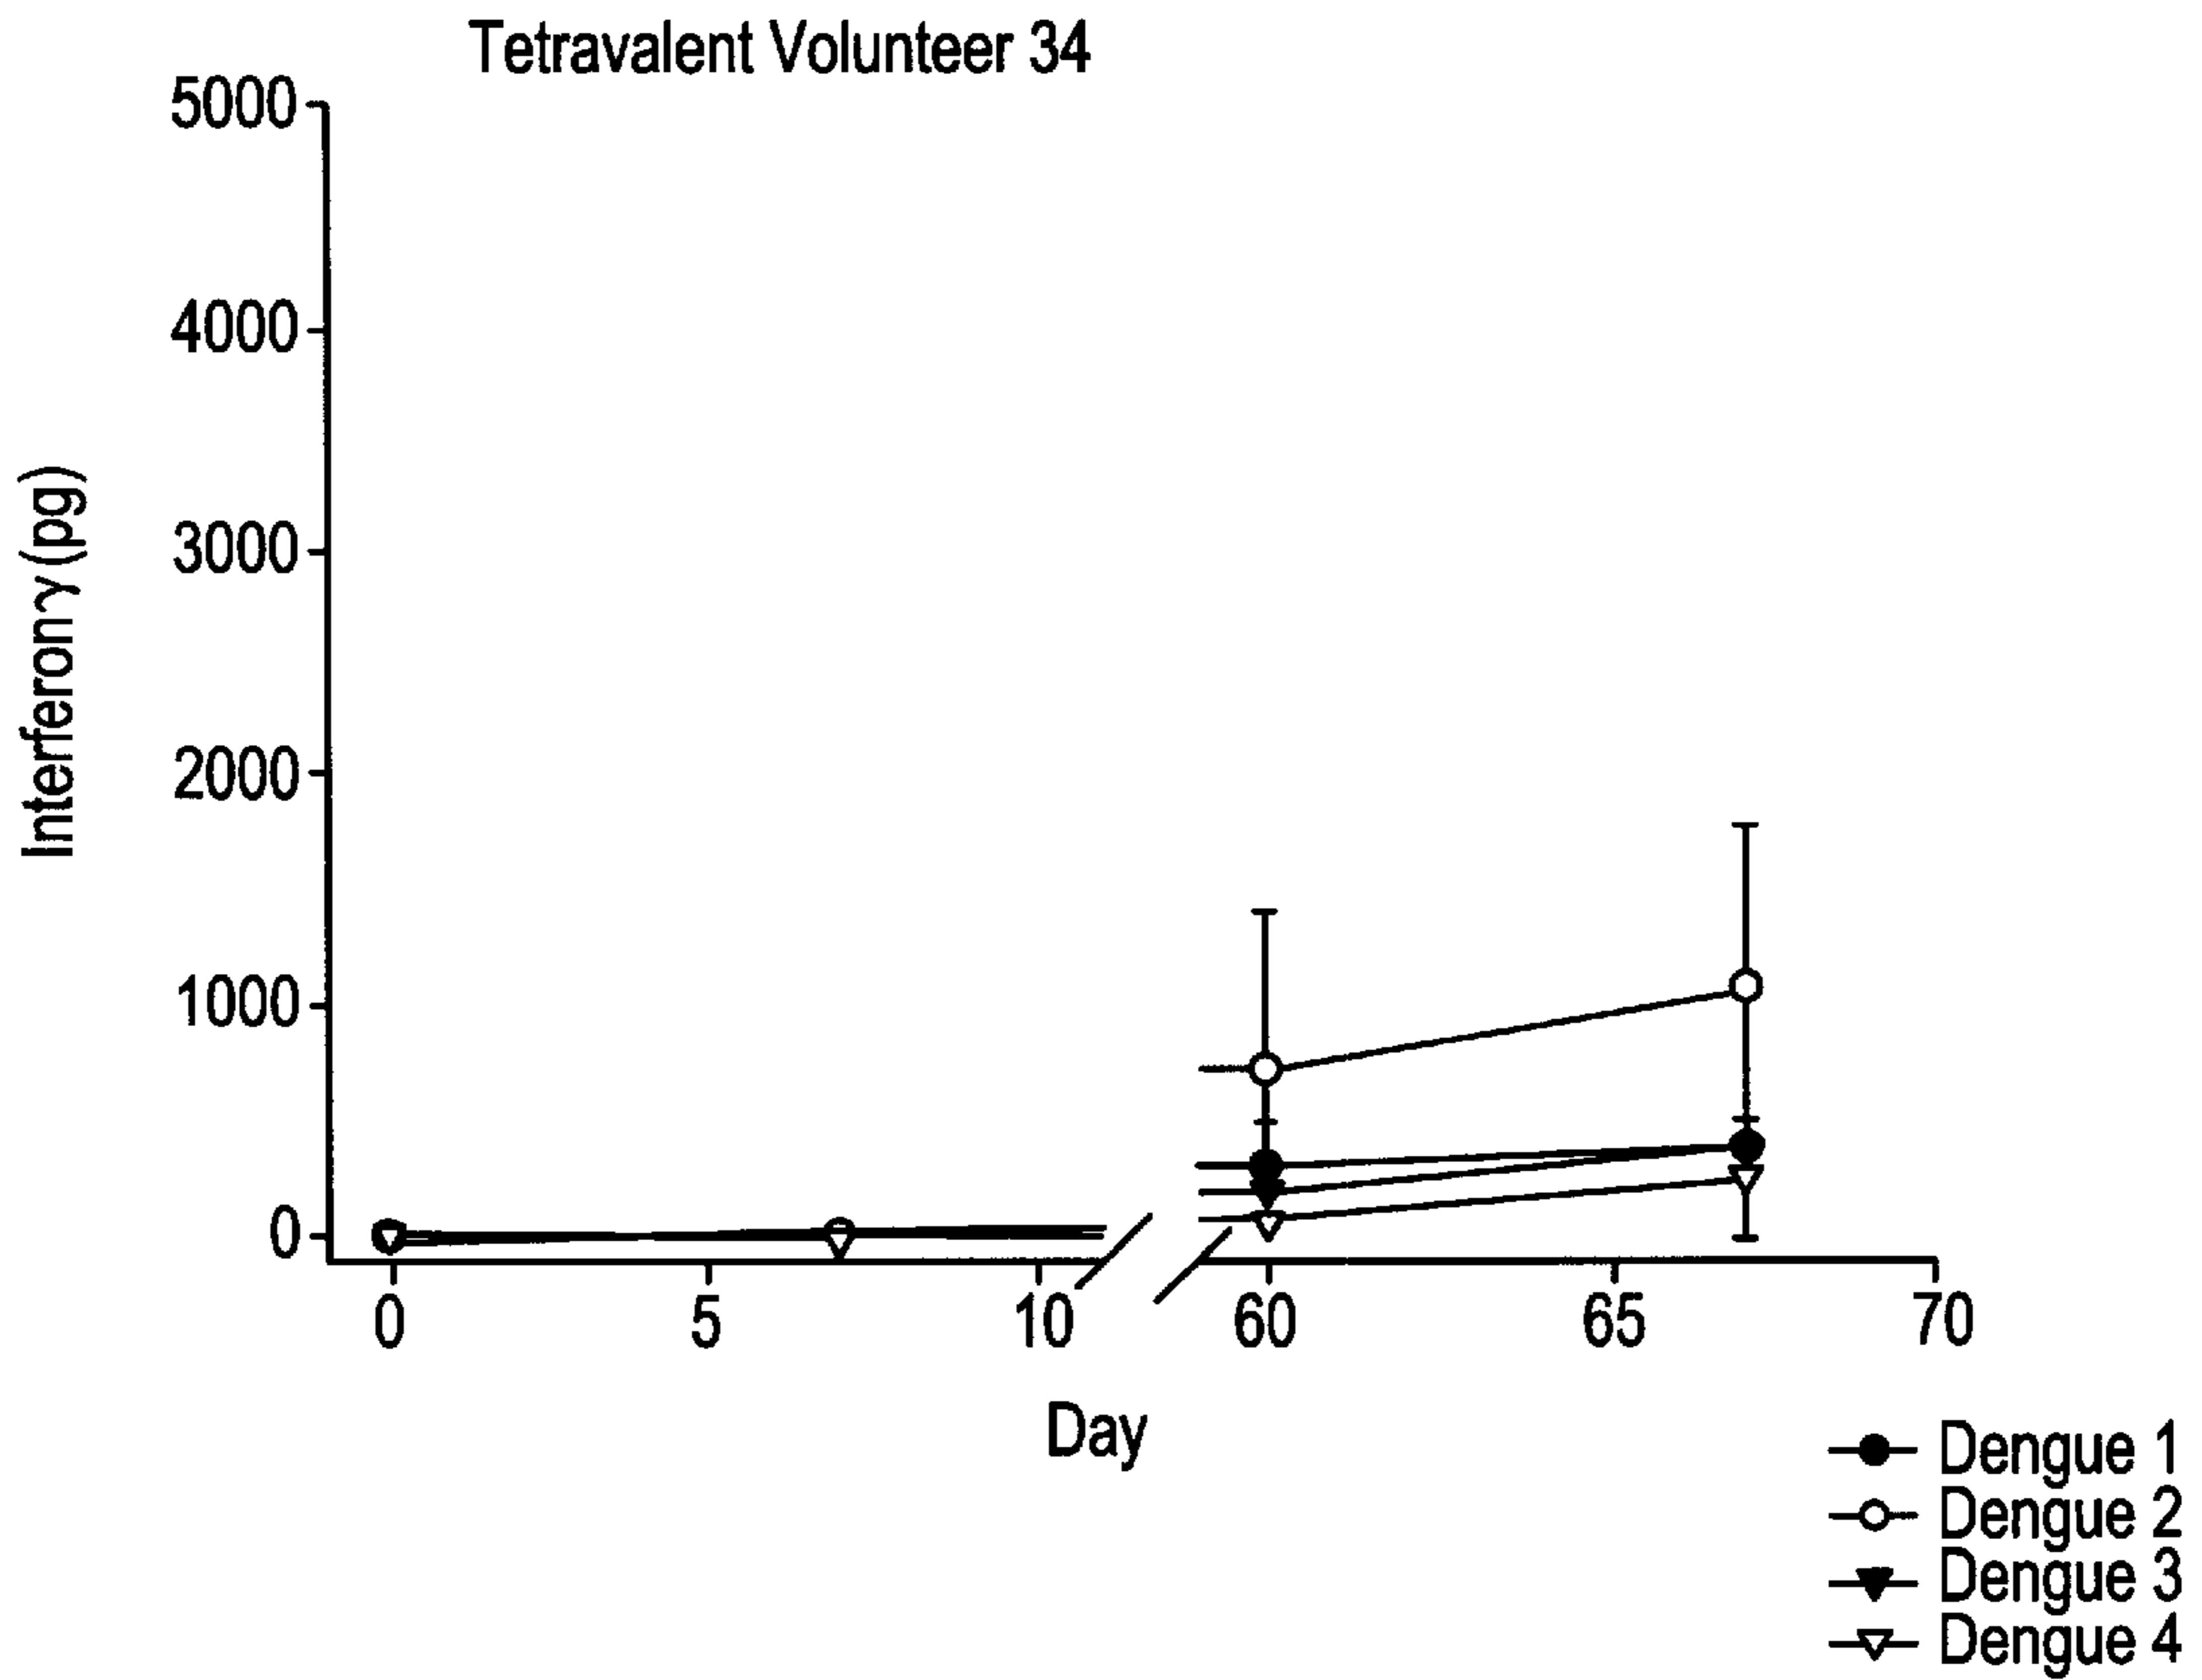 Tetravalent Volunteer 34
5000
4000
3000
2000
1000
0
Interferon γ (pg)
0 5 10 60 65 70
Day
Dengue 1
Dengue 2
Dengue 3
Dengue 4